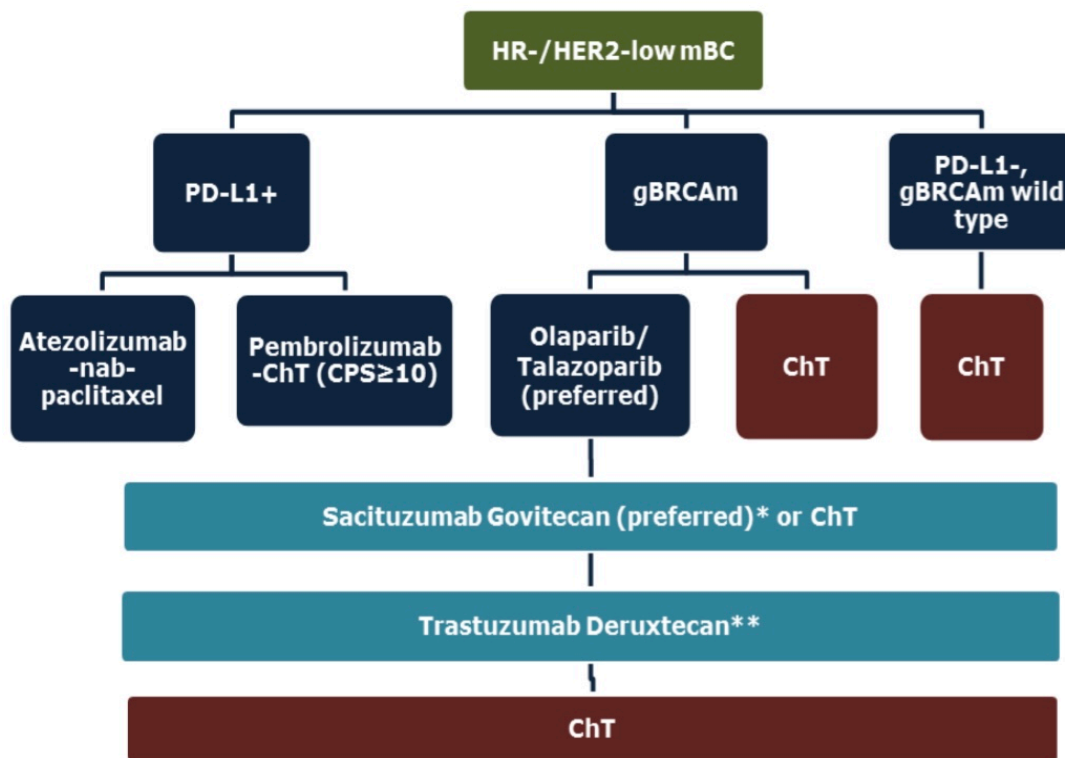 HR-/HER2-low mBC
PD-L1+
gBRCAm
PD-L1-,
gBRCAm wild
type
Atezolizumab
-nab-
paclitaxel
Pembrolizumab
-ChT (CPS≥10)
Olaparib/
Talazoparib
(preferred)
ChT
ChT
Sacituzumab Govitecan (preferred)* or ChT
Trastuzumab Deruxtecan**
ChT